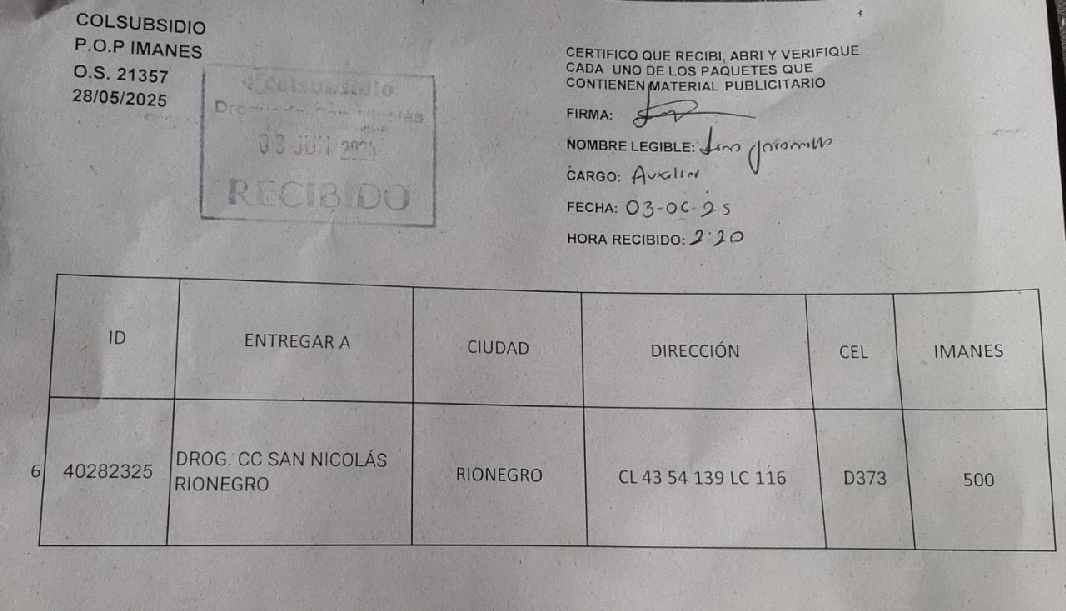 COLSUBSIDIO
P.O.P IMANES
O.S. 21357
28/05/2025
Colsubsidio
03 JUN
RECIBIDO
CERTIFICO QUE RECIBI, ABRI Y VERIFIQUE
CADA UNO DE LOS PAQUETES QUE
CONTIENEN MATERIAL PUBLICITARIO
FIRMA:
NOMBRE LEGIBLE:
CARGO: Auxiliar
FECHA: 03-06-25
HORA RECIBIDO: 2:20
ID ENTREGAR A CIUDAD DIRECCIÓN CEL IMANES
6 40282325 DROG. CC SAN NICOLÁS RIONEGRO RIONEGRO CL 43 54 139 LC 116 D373 500